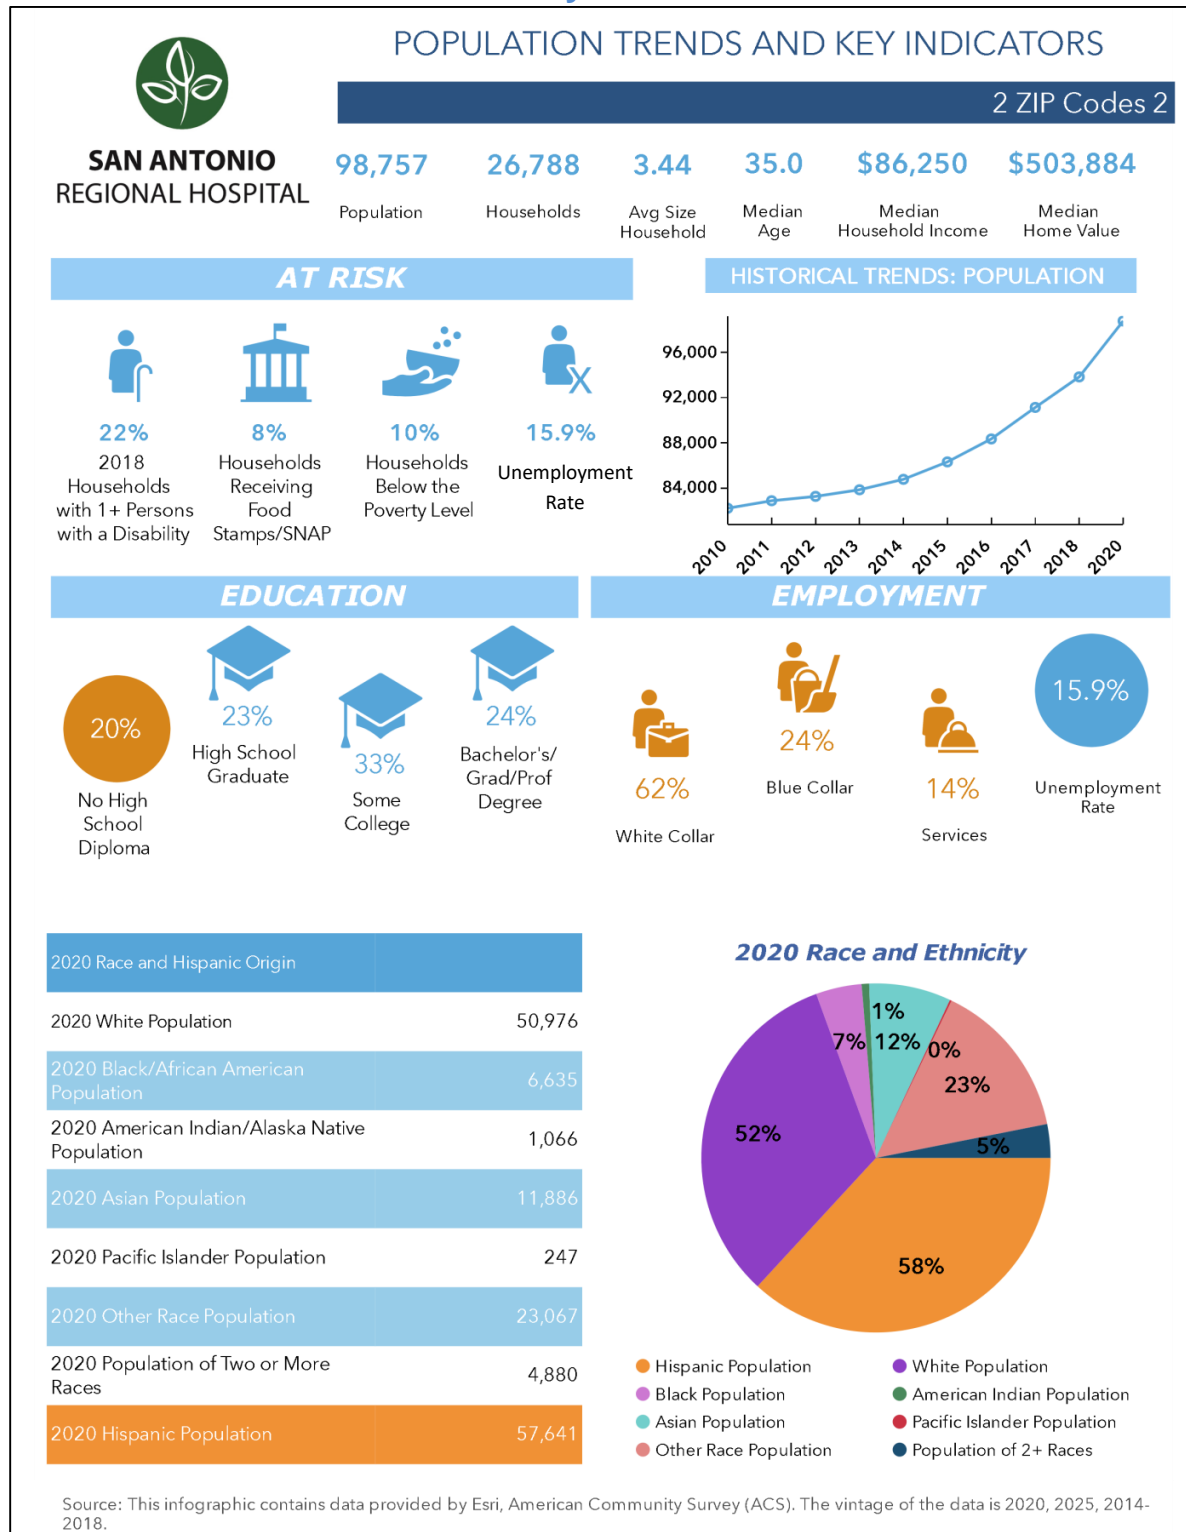 POPULATION TRENDS AND KEY INDICATORS
2 ZIP Codes 2
SAN ANTONIO
REGIONAL HOSPITAL
98,757
Population
26,788
Households
3.44
Avg Size
Household
35.0
Median
Age
$86,250
Median
Household Income
$503,884
Median
Home Value
AT RISK
22%
2018
Households
with 1+ Persons
with a Disability
8%
Households
Receiving
Food
Stamps/SNAP
10%
Households
Below the
Poverty Level
15.9%
Unemployment
Rate
HISTORICAL TRENDS: POPULATION
96,000
92,000
88,000
84,000
2010
2011
2012
2013
2014
2015
2016
2017
2018
2020
EDUCATION
20%
No High
School
Diploma
23%
High School
Graduate
33%
Some
College
24%
Bachelor's/
Grad/Prof
Degree
EMPLOYMENT
62%
White Collar
24%
Blue Collar
14%
Services
15.9%
Unemployment
Rate
2020 Race and Hispanic Origin
2020 White Population 50,976
2020 Black/African American
Population 6,635
2020 American Indian/Alaska Native
Population 1,066
2020 Asian Population 11,886
2020 Pacific Islander Population 247
2020 Other Race Population 23,067
2020 Population of Two or More
Races 4,880
2020 Hispanic Population 57,641
2020 Race and Ethnicity
1%
7%
12%
0%
23%
52%
5%
58%
Hispanic Population
White Population
Black Population
American Indian Population
Asian Population
Pacific Islander Population
Other Race Population
Population of 2+ Races
Source: This infographic contains data provided by Esri, American Community Survey (ACS). The vintage of the data is 2020, 2025, 2014-
2018.